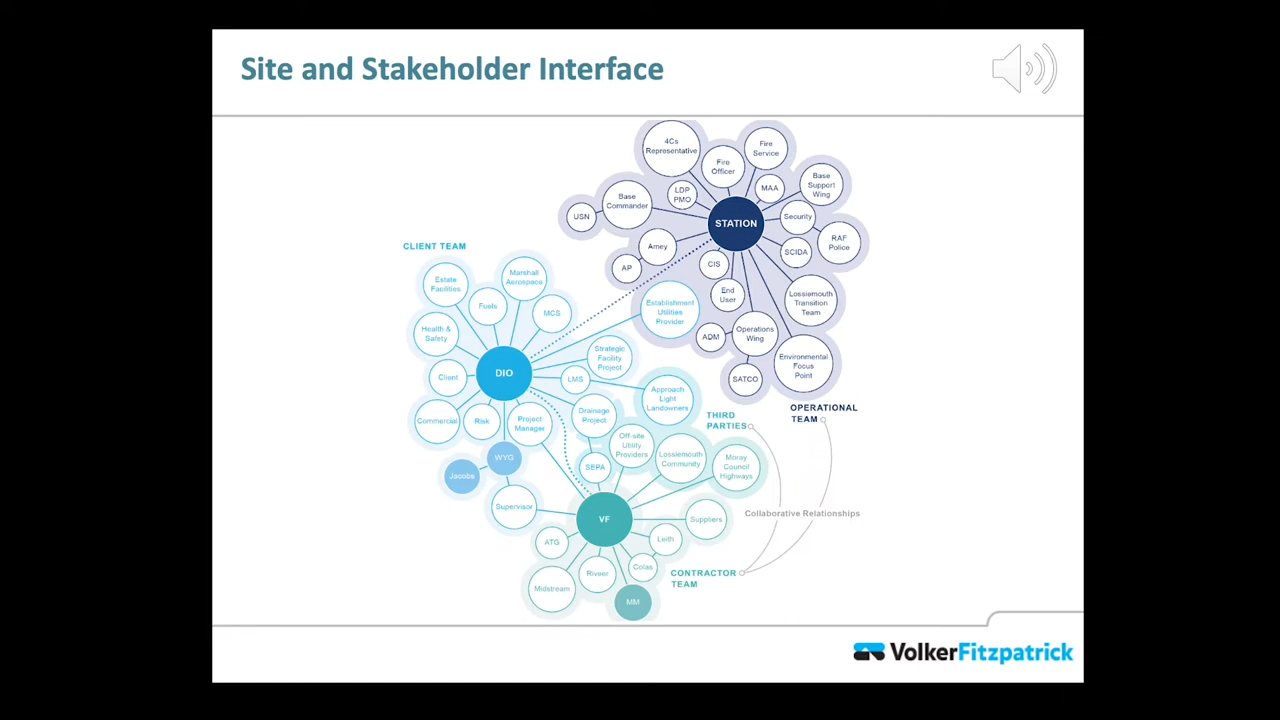 Site and Stakeholder Interface
4Cs
Representative
Fire
Service
Fire
Officer
Base
Support
Wing
MAA
LDP
PMO
Base
Commander
USN
STATION
Security
RAF
Police
Amey
SCIDA
AP
CIS
End
User
Lossiemouth
Transition
Team
ADM
Operations
Wing
Environmental
Focus
Point
SATCO
OPERATIONAL
TEAM
CLIENT TEAM
Estate
Facilities
Marshall
Aerospace
Fuels
MCS
Establishment
Utilities
Provider
Health &
Safety
Strategic
Facility
Project
DIO
Client
LMS
Approach
Light
Landowners
Commercial
Risk
Project
Manager
Drainage
Project
THIRD
PARTIES
Off-site
Utility
Providers
Lossiemouth
Community
Moray
Council
Highways
WYG
Jacobs
SEPA
Supervisor
VF
Suppliers
Collaborative Relationships
ATG
Leith
Colas
Riveer
Midstream
MM
CONTRACTOR
TEAM
VolkerFitzpatrick